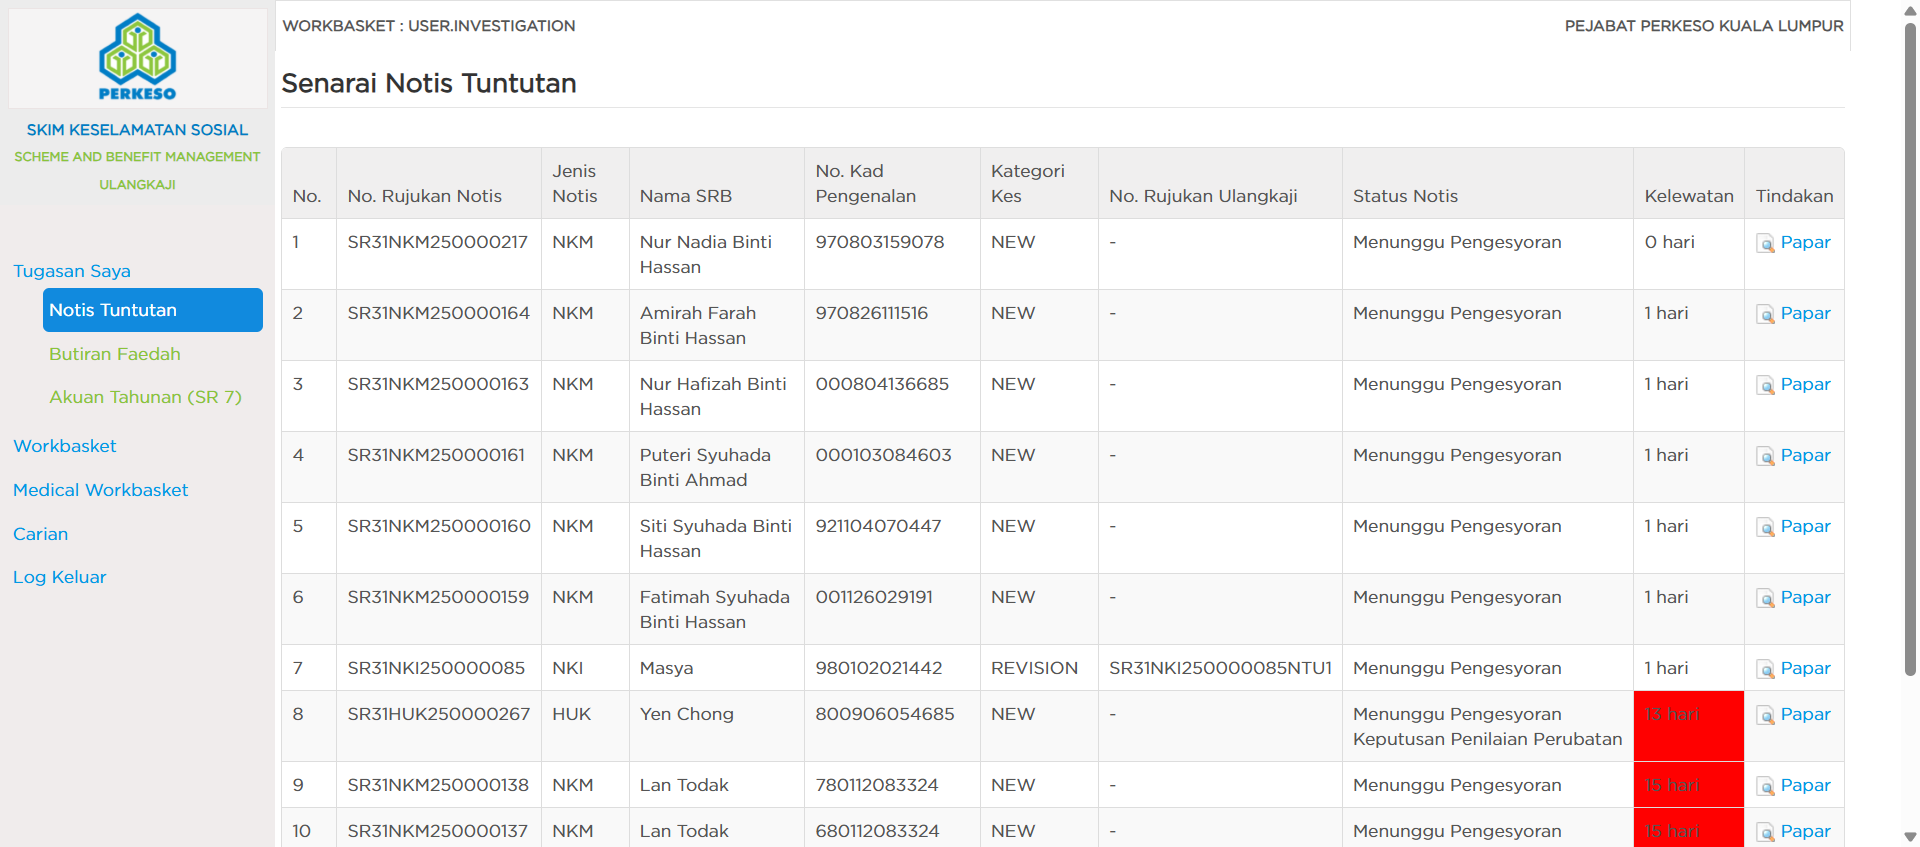 PERKESO
SKIM KESELAMATAN SOSIAL
SCHEME AND BENEFIT MANAGEMENT
ULANGKAJI
Tugasan Saya
Notis Tuntutan
Butiran Faedah
Akuan Tahunan (SR 7)
Workbasket
Medical Workbasket
Carian
Log Keluar
WORKBASKET : USER.INVESTIGATION PEJABAT PERKESO KUALA LUMPUR
Senarai Notis Tuntutan
No. No. Rujukan Notis Jenis Notis Nama SRB No. Kad Pengenalan Kategori Kes No. Rujukan Ulangkaji Status Notis Kelewatan Tindakan
1 SR31NKM250000217 NKM Nur Nadia Binti Hassan 970803159078 NEW - Menunggu Pengesyoran 0 hari Papar
2 SR31NKM250000164 NKM Amirah Farah Binti Hassan 970826111516 NEW - Menunggu Pengesyoran 1 hari Papar
3 SR31NKM250000163 NKM Nur Hafizah Binti Hassan 000804136685 NEW - Menunggu Pengesyoran 1 hari Papar
4 SR31NKM250000161 NKM Puteri Syuhada Binti Ahmad 000103084603 NEW - Menunggu Pengesyoran 1 hari Papar
5 SR31NKM250000160 NKM Siti Syuhada Binti Hassan 921104070447 NEW - Menunggu Pengesyoran 1 hari Papar
6 SR31NKM250000159 NKM Fatimah Syuhada Binti Hassan 001126029191 NEW - Menunggu Pengesyoran 1 hari Papar
7 SR31NKI250000085 NKI Masya 980102021442 REVISION SR31NKI250000085NTU1 Menunggu Pengesyoran 1 hari Papar
8 SR31HUK250000267 HUK Yen Chong 800906054685 NEW - Menunggu Pengesyoran Keputusan Penilaian Perubatan 13 hari Papar
9 SR31NKM250000138 NKM Lan Todak 780112083324 NEW - Menunggu Pengesyoran 15 hari Papar
10 SR31NKM250000137 NKM Lan Todak 680112083324 NEW - Menunggu Pengesyoran 15 hari Papar